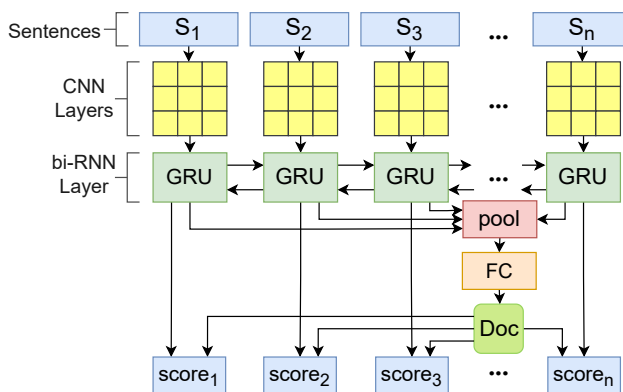 Sentences
S1 S2 S3 ... Sn
CNN
Layers
...
bi-RNN
Layer
GRU GRU GRU ... GRU
pool
FC
Doc
score1 score2 score3 ... scoren